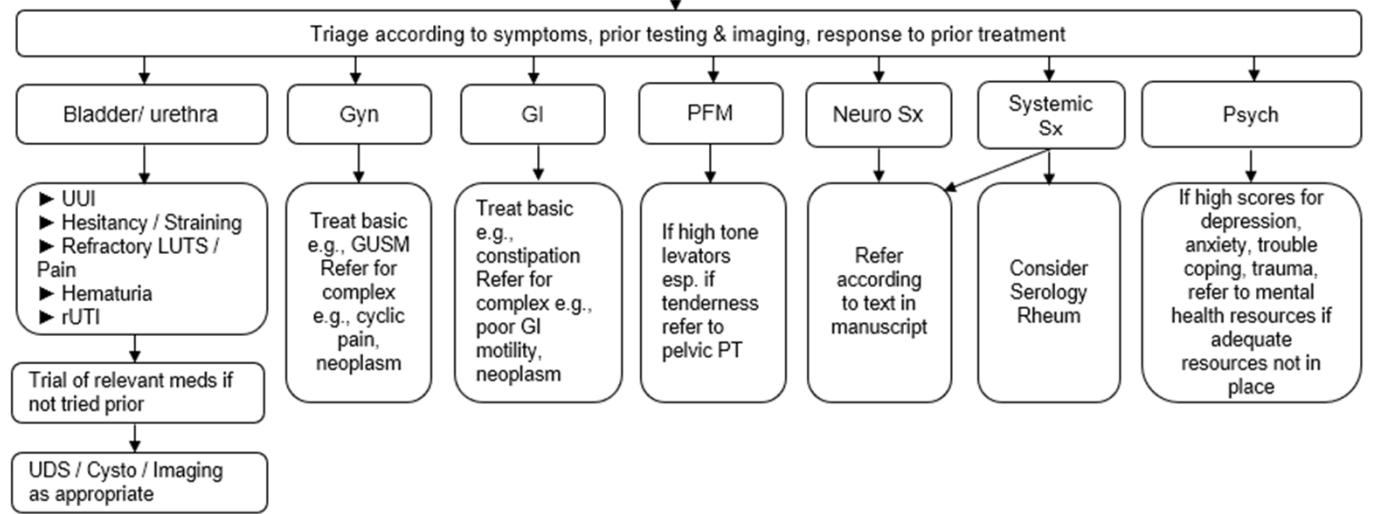 Triage according to symptoms, prior testing & imaging, response to prior treatment
Bladder/ urethra
Gyn
GI
PFM
Neuro Sx
Systemic
Sx
Psych
► UUI
► Hesitancy / Straining
► Refractory LUTS /
Pain
► Hematuria
► rUTI
Treat basic
e.g., GUSM
Refer for
complex
e.g., cyclic
pain,
neoplasm
Treat basic
e.g.,
constipation
Refer for
complex e.g.,
poor GI
motility,
neoplasm
If high tone
levators
esp. if
tenderness
refer to
pelvic PT
Refer
according
to text in
manuscript
Consider
Serology
Rheum
If high scores for
depression,
anxiety, trouble
coping, trauma,
refer to mental
health resources if
adequate
resources not in
place
Trial of relevant meds if
not tried prior
UDS / Cysto / Imaging
as appropriate